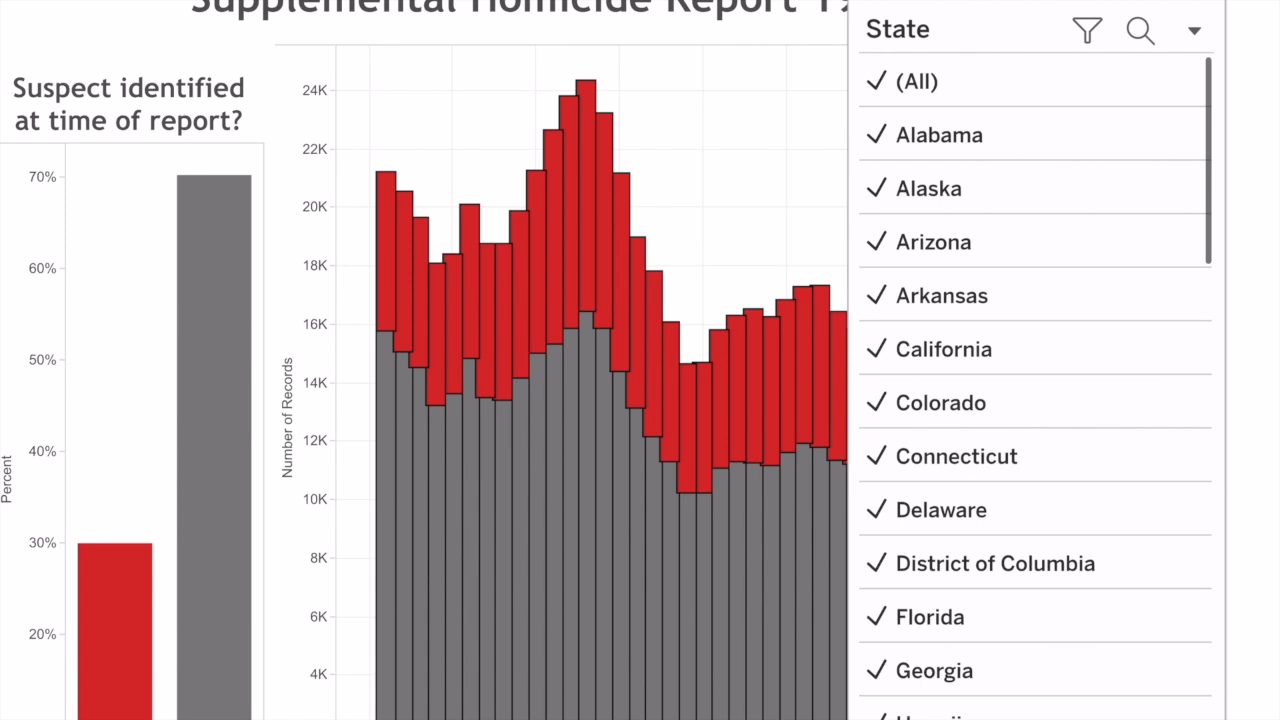 Supplemental Homicide Report
Suspect identified
at time of report?
70%
60%
50%
40%
30%
20%
Percent
24K
22K
20K
18K
16K
14K
12K
10K
8K
6K
4K
Number of Records
State
(All)
Alabama
Alaska
Arizona
Arkansas
California
Colorado
Connecticut
Delaware
District of Columbia
Florida
Georgia